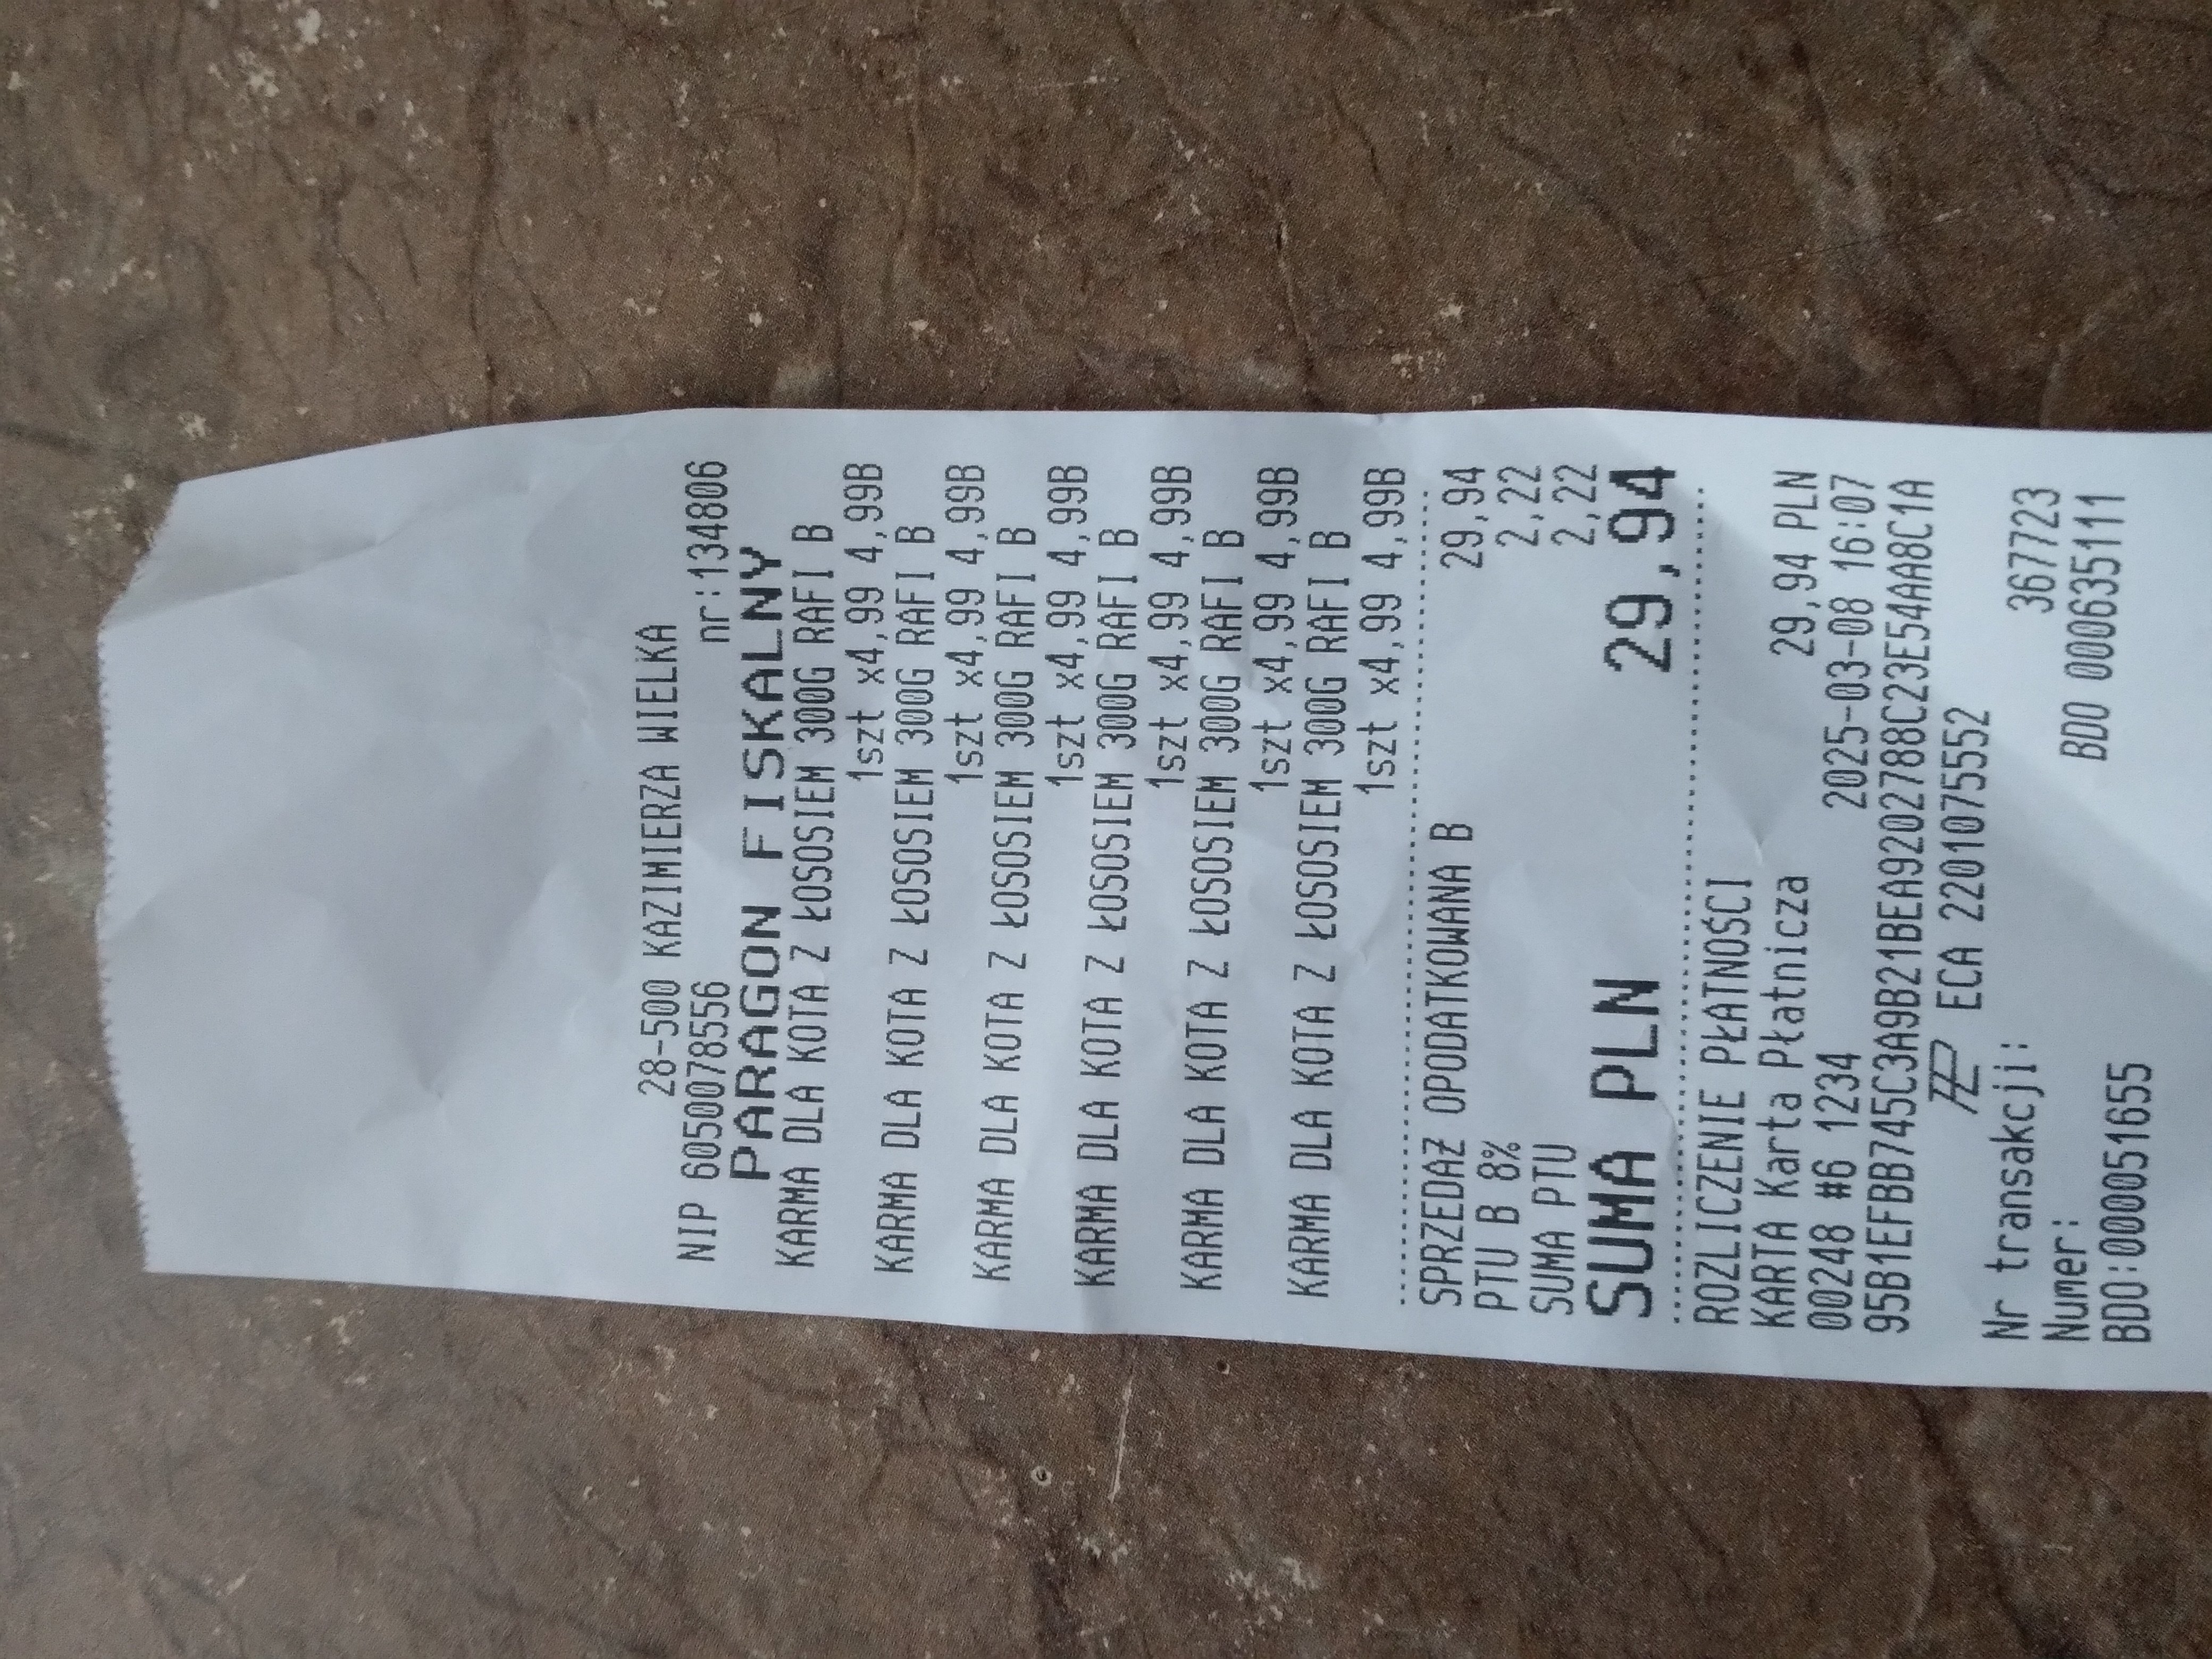 28-500 KAZIMIERZA WIELKA
NIP 6050078556 nr:134806
PARAGON FISKALNY
KARMA DLA KOTA Z ŁOSOSIEM 300G RAFI B
1szt x4,99 4,99B
KARMA DLA KOTA Z ŁOSOSIEM 300G RAFI B
1szt x4,99 4,99B
KARMA DLA KOTA Z ŁOSOSIEM 300G RAFI B
1szt x4,99 4,99B
KARMA DLA KOTA Z ŁOSOSIEM 300G RAFI B
1szt x4,99 4,99B
KARMA DLA KOTA Z ŁOSOSIEM 300G RAFI B
1szt x4,99 4,99B
KARMA DLA KOTA Z ŁOSOSIEM 300G RAFI B
1szt x4,99 4,99B
SPRZEDAŻ OPODATKOWANA B 29,94
PTU B 8% 2,22
SUMA PTU 2,22
SUMA PLN 29,94
ROZLICZENIE PŁATNOŚCI
KARTA Karta Płatnicza 29,94 PLN
00248 #6 1234 2025-03-08 16:07
95B1EFBB745C3A9B21BEA9202788C23E54AA8C1A
ECA 2201075552
Nr transakcji: 367723
Numer: BDO 000635111
BDO:000051655